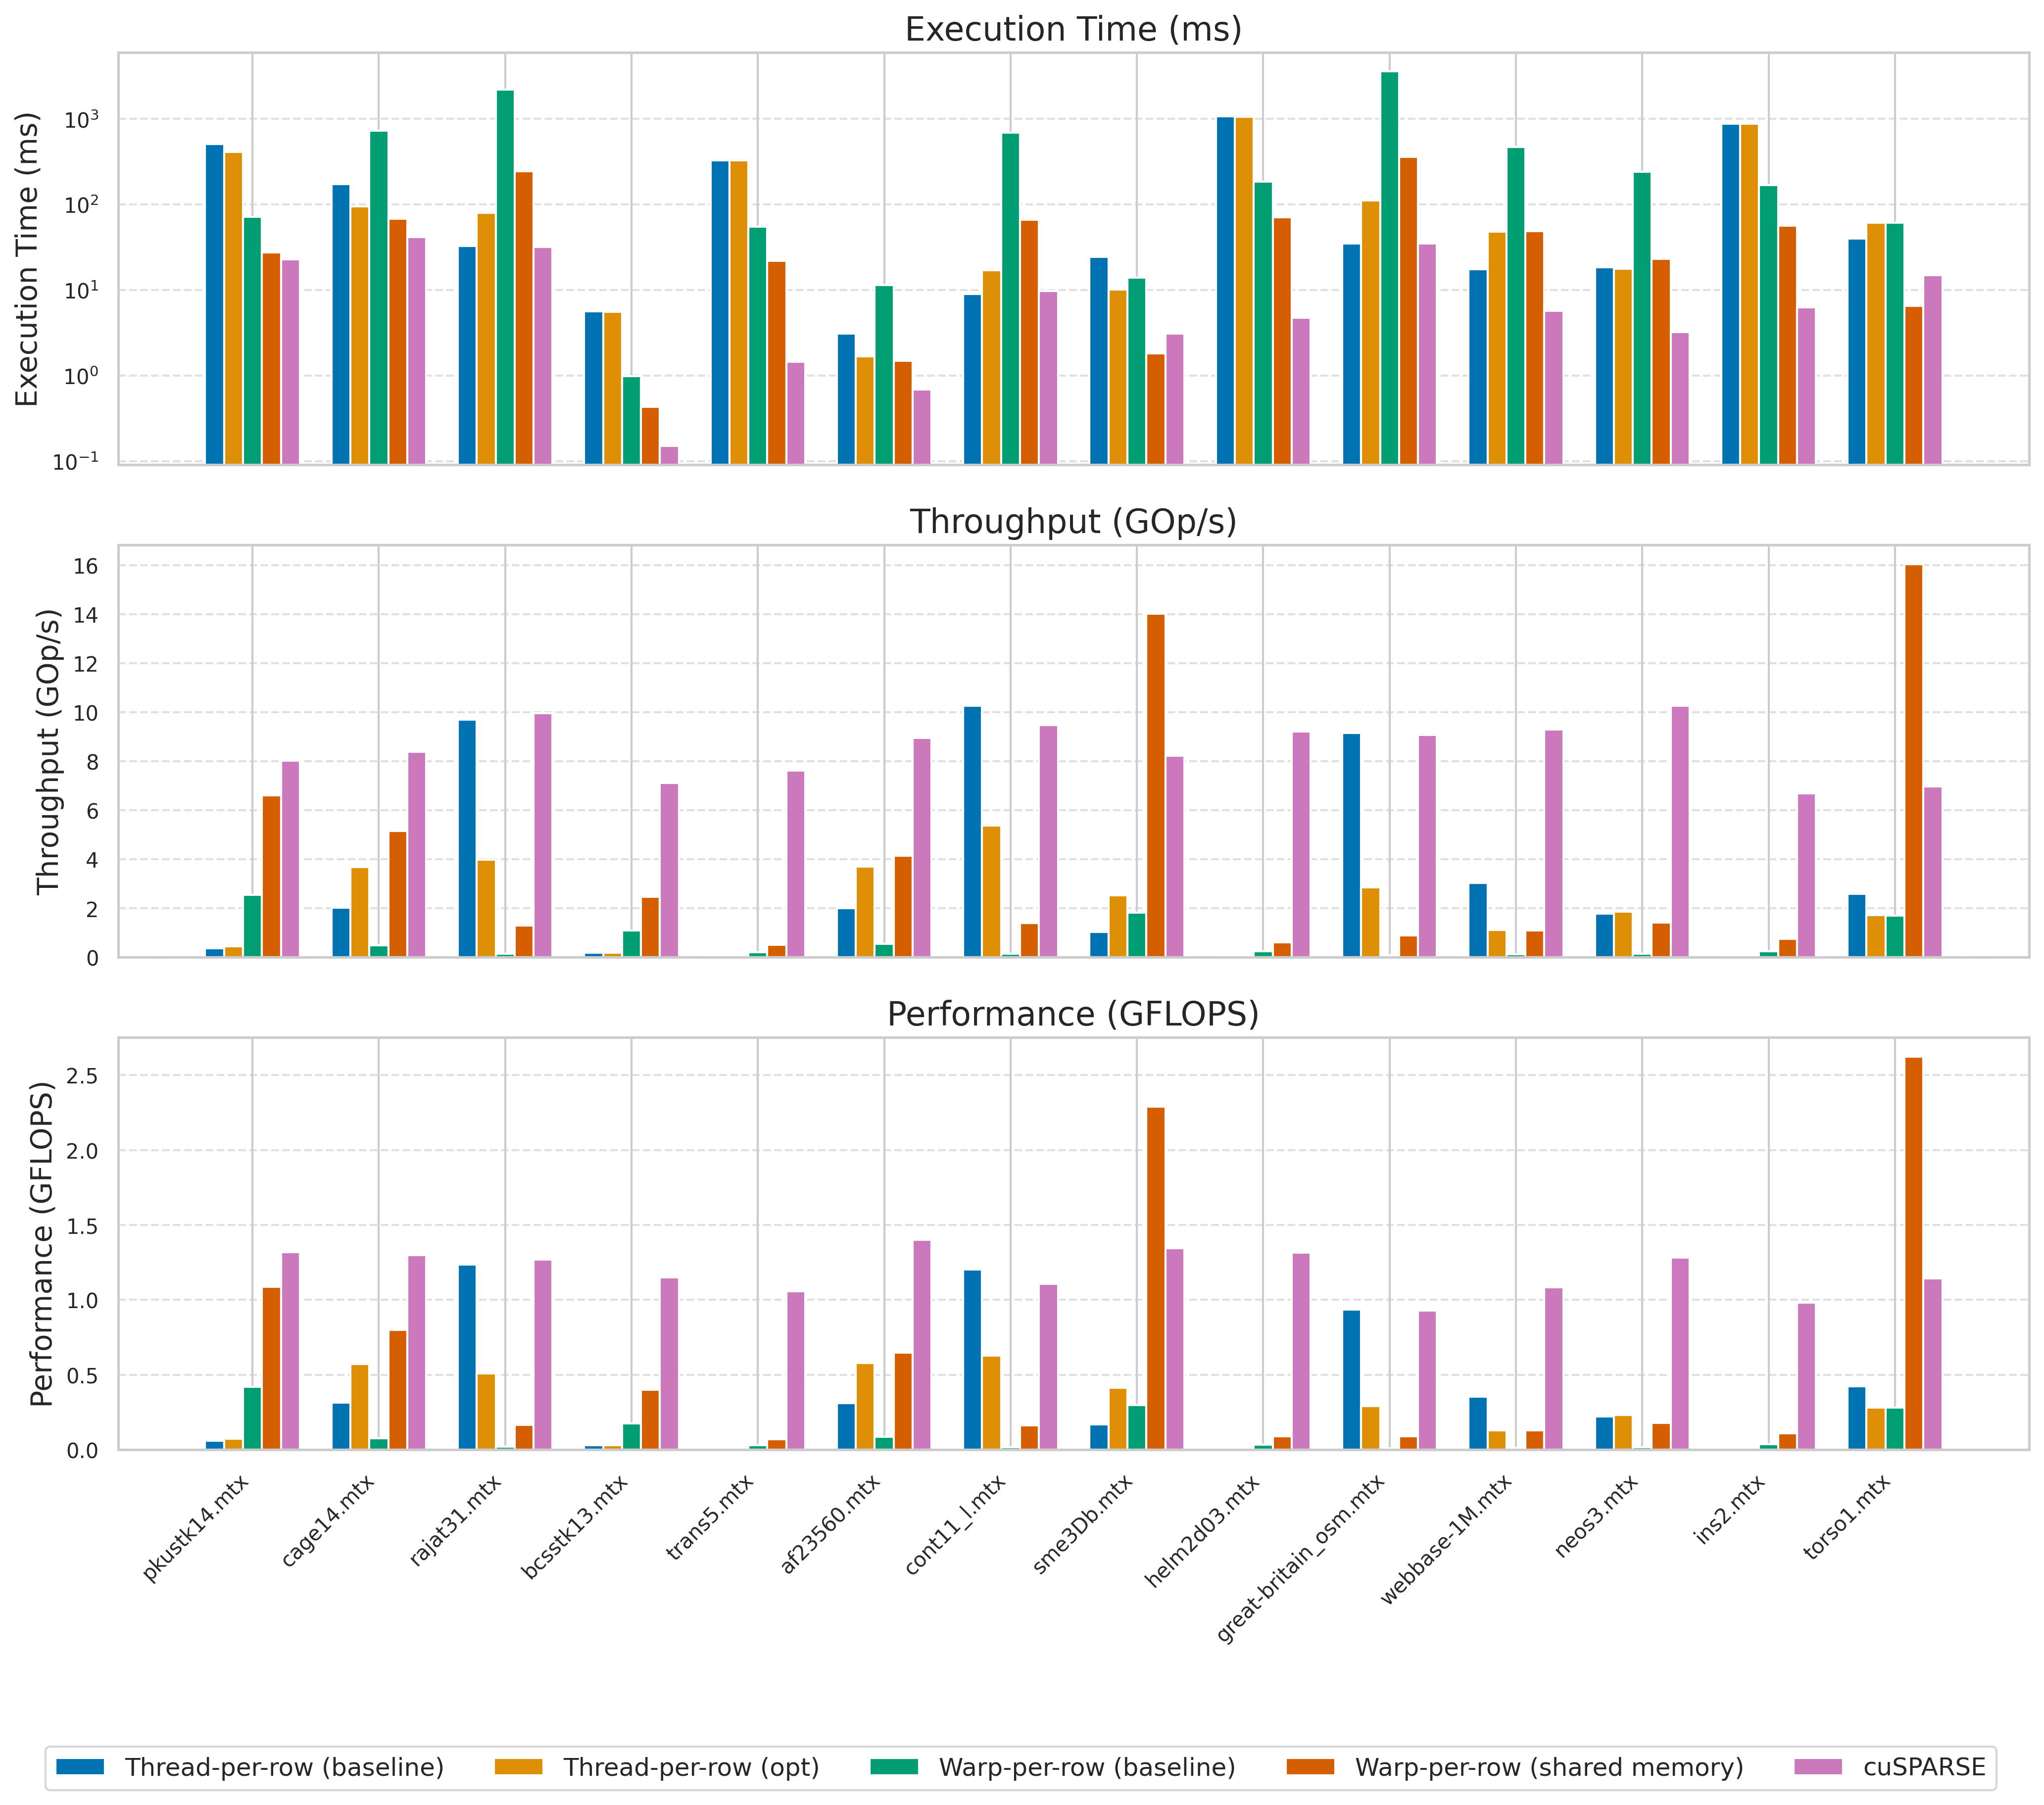 Execution Time (ms)
Execution Time (ms)
10³
10²
10¹
10⁰
10⁻¹
Throughput (GOp/s)
Throughput (GOp/s)
16
14
12
10
8
6
4
2
0
Performance (GFLOPS)
Performance (GFLOPS)
2.5
2.0
1.5
1.0
0.5
0.0
pkustk14.mtx
cage14.mtx
rajat31.mtx
bcsstk13.mtx
trans5.mtx
af23560.mtx
cont11_l.mtx
sme3Db.mtx
helm2d03.mtx
great-britain_osm.mtx
webbase-1M.mtx
neos3.mtx
ins2.mtx
torso1.mtx
Thread-per-row (baseline) Thread-per-row (opt) Warp-per-row (baseline) Warp-per-row (shared memory) cuSPARSE